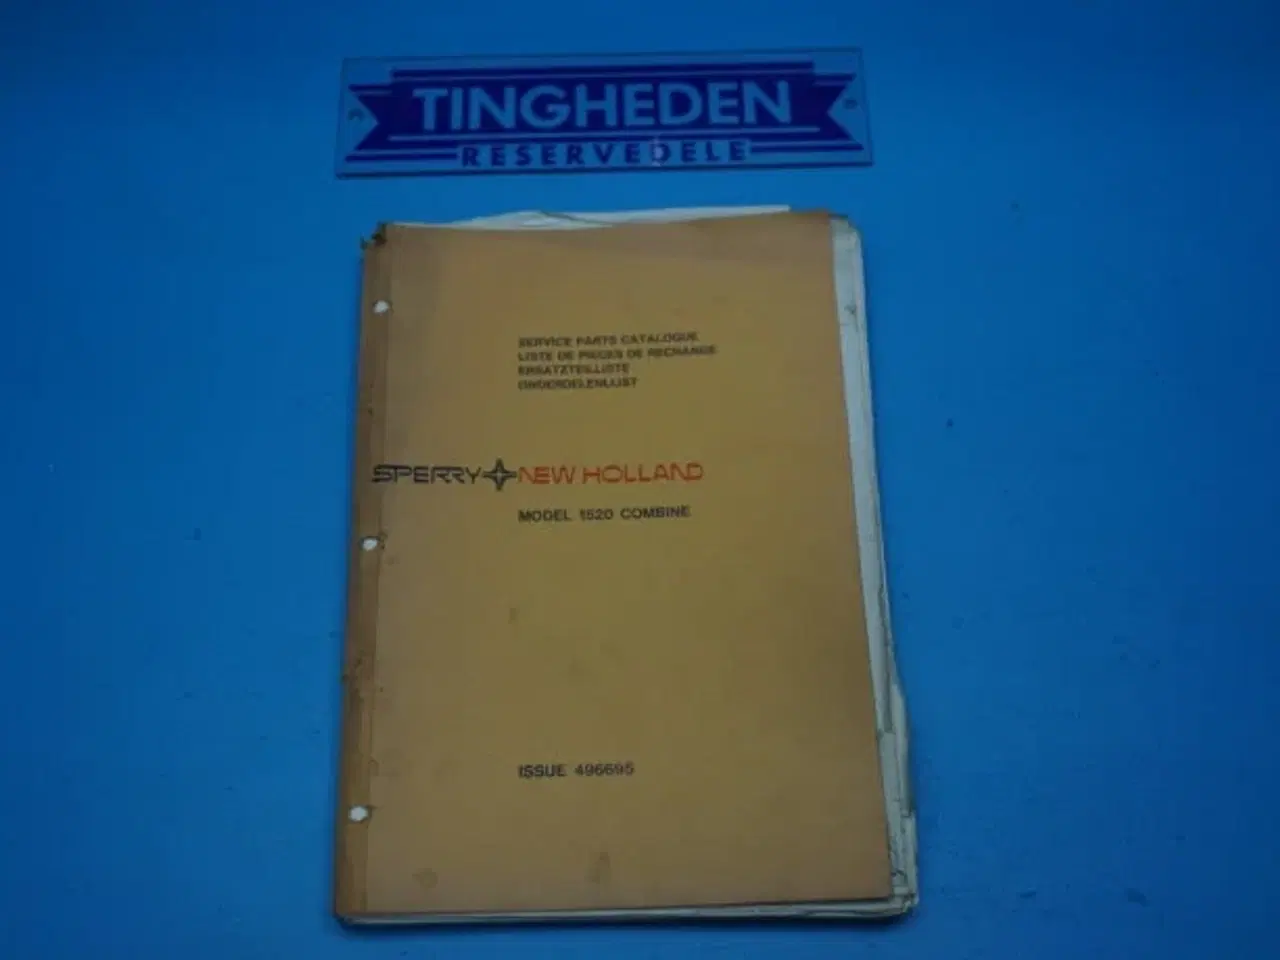 TINGHEDEN
RESERVEDELE
SERVICE PARTS CATALOGUE
LISTE DE PIECES DE RECHANGE
ERSATZTEILLISTE
ONDERDELENLIJST
SPERRY NEW HOLLAND
MODEL 1520 COMBINE
ISSUE 496695